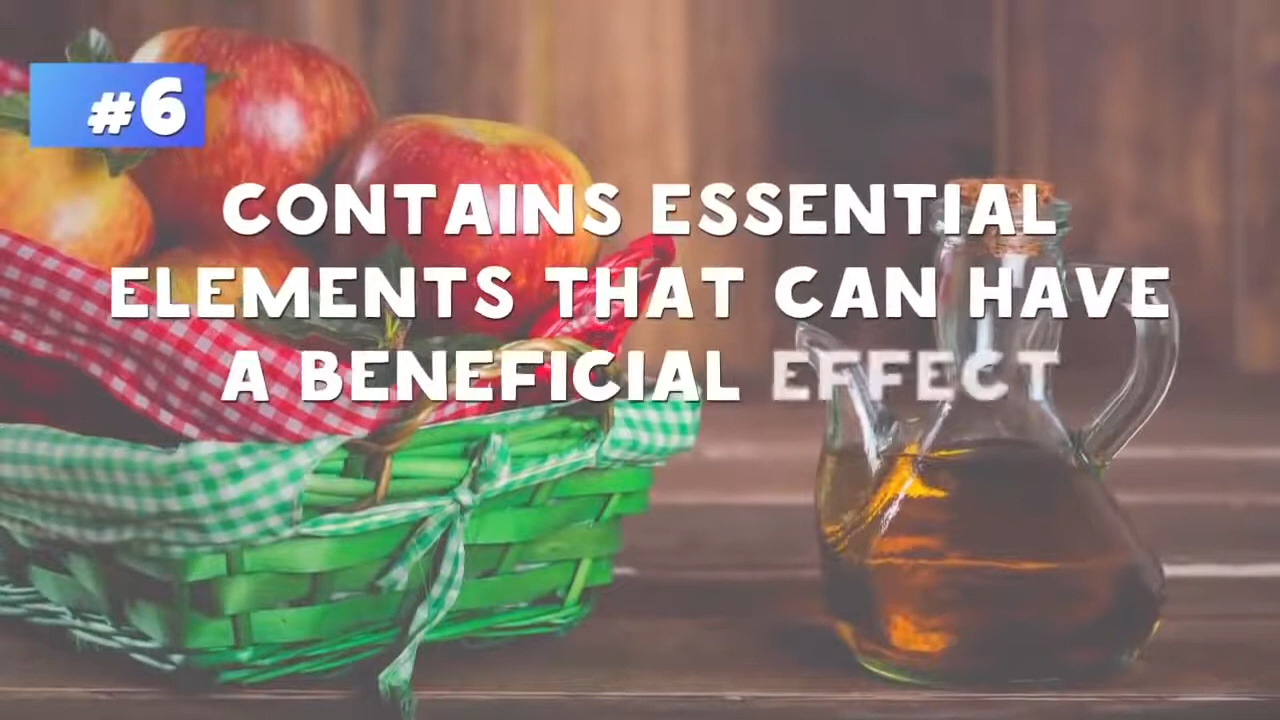 #6
CONTAINS ESSENTIAL
ELEMENTS THAT CAN HAVE
A BENEFICIAL EFFECT